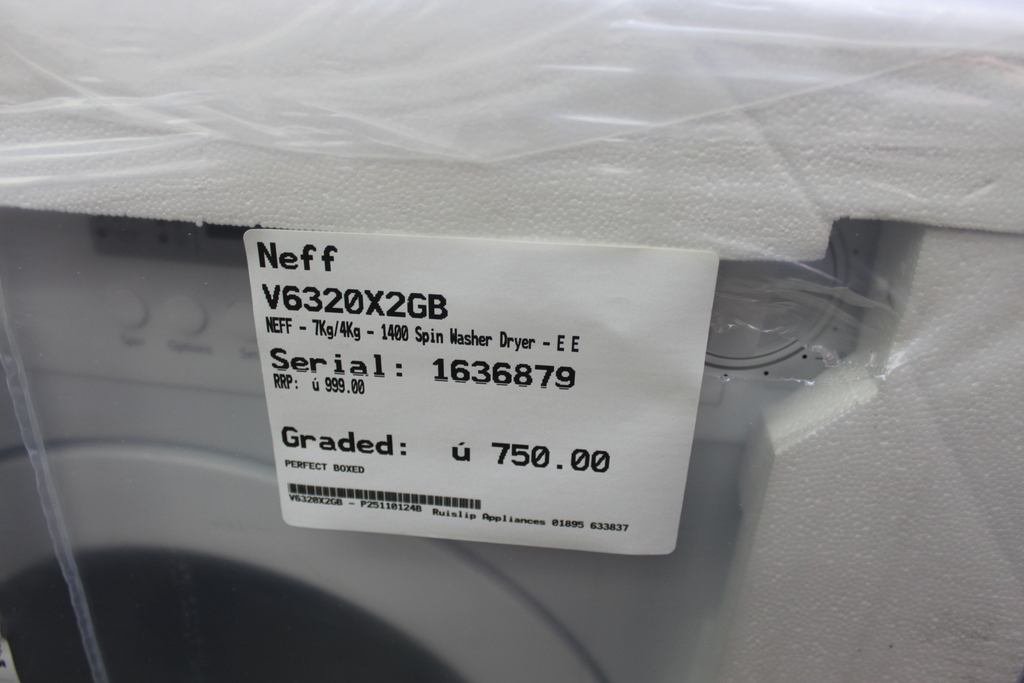 Neff
V6320X2GB
NEFF - 7Kg/4Kg - 1400 Spin Washer Dryer - E E
Serial: 1636879
RRP: ú 999.00
Graded: ú 750.00
PERFECT BOXED
V6320X2GB - P25110124B Ruislip Appliances 01895 633837